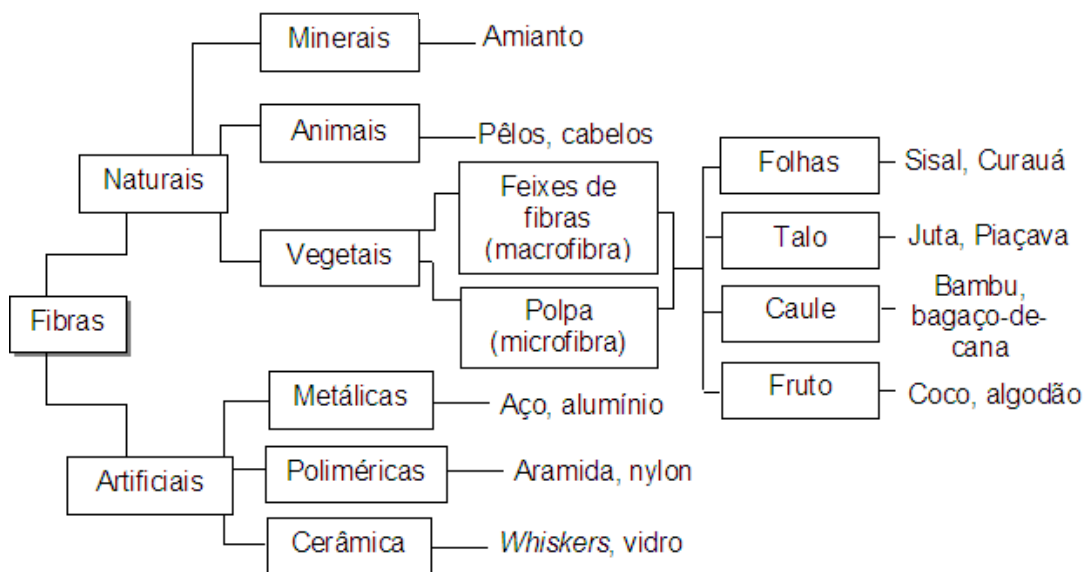 Minerais
Amianto
Animais
Pêlos, cabelos
Naturais
Feixes de
fibras
(macrofibra)
Folhas
Sisal, Curauá
Vegetais
Talo
Juta, Piaçava
Fibras
Polpa
(microfibra)
Caule
Bambu,
bagaço-de-
cana
Metálicas
Aço, alumínio
Fruto
Coco, algodão
Artificiais
Poliméricas
Aramida, nylon
Cerâmica
Whiskers, vidro